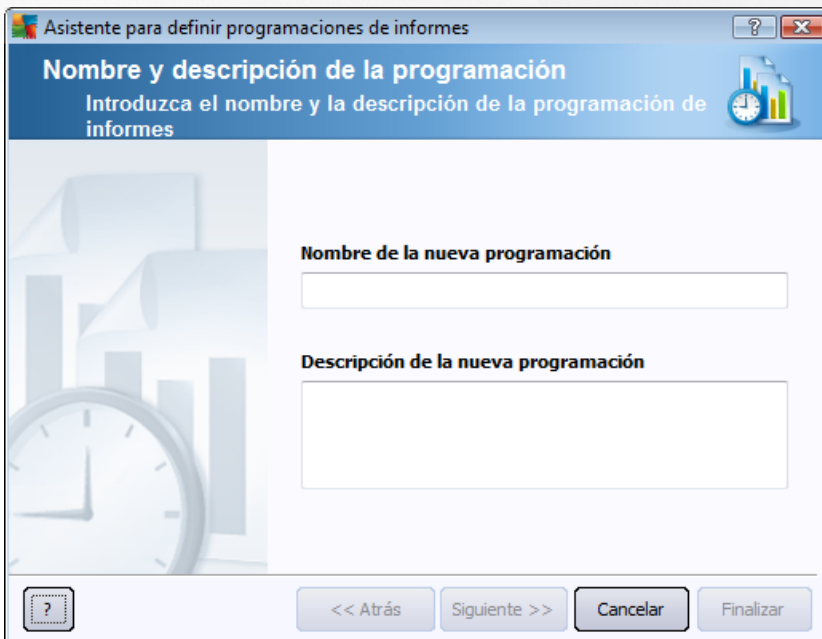 Asistente para definir programaciones de informes
Nombre y descripción de la programación
Introduzca el nombre y la descripción de la programación de
informes
Nombre de la nueva programación
Descripción de la nueva programación
?
<< Atrás
Siguiente >>
Cancelar
Finalizar